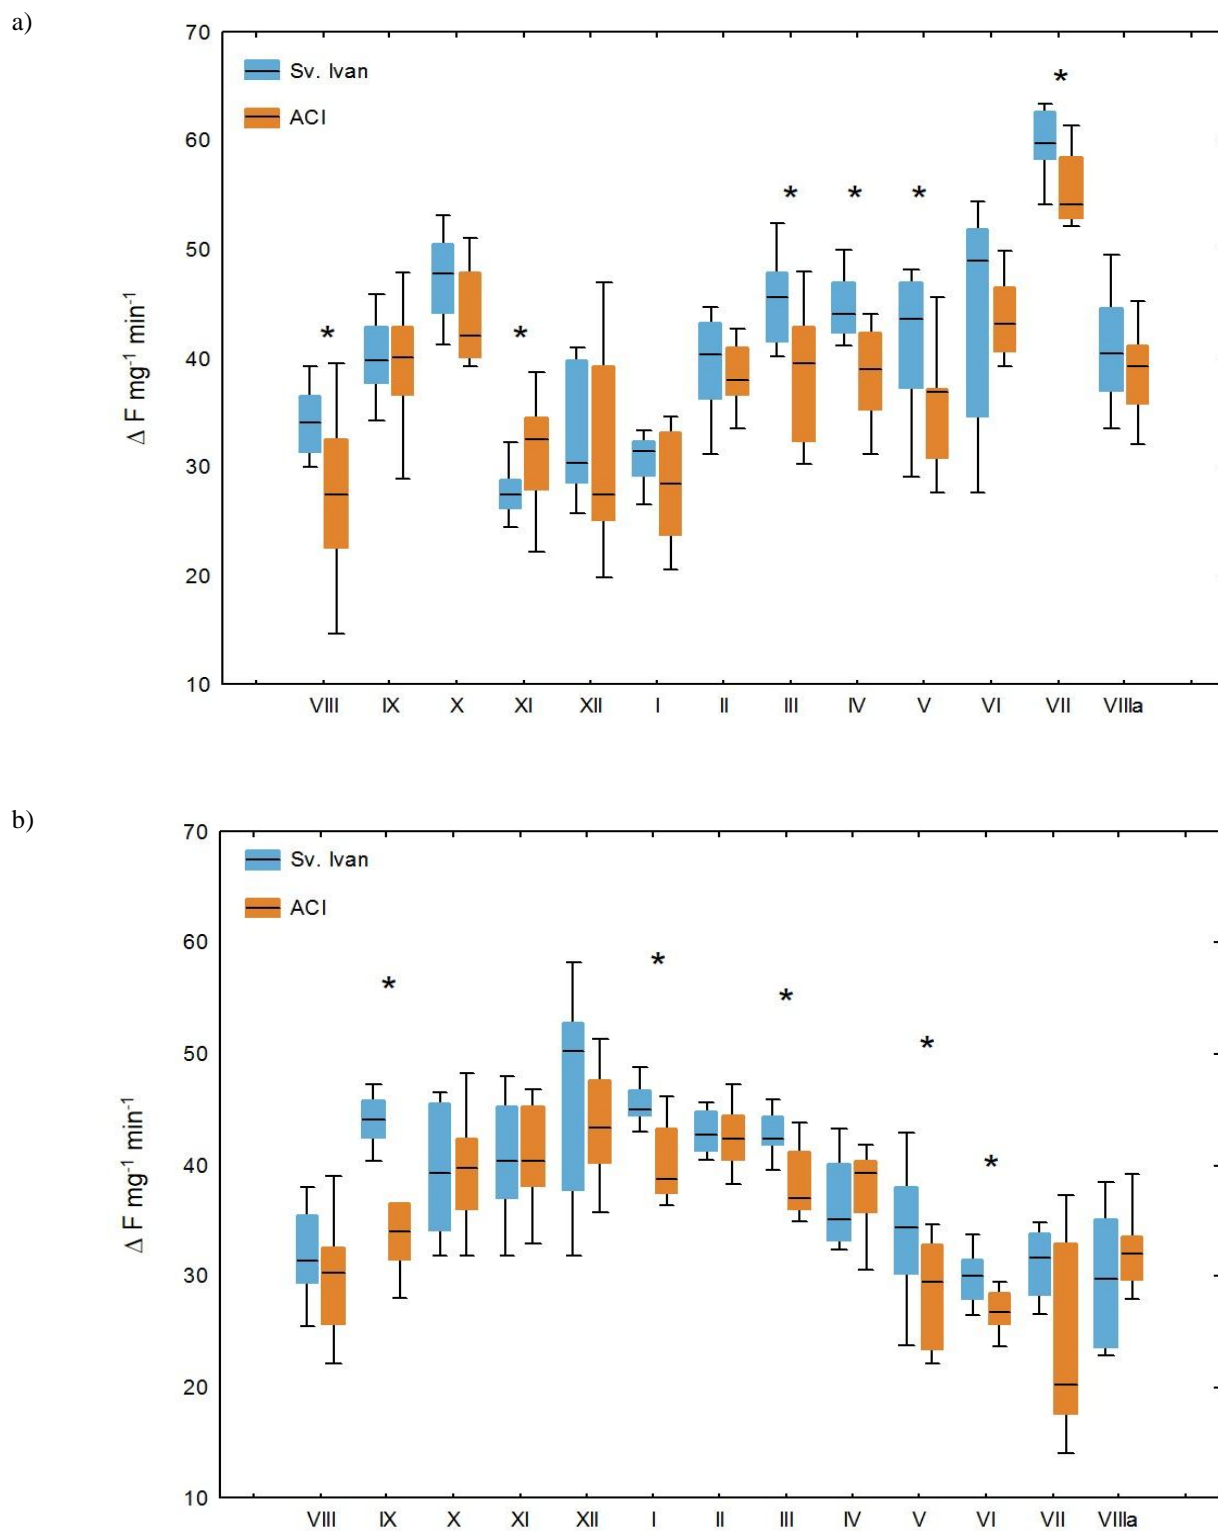 a)
70
Sv. Ivan
*
ACI
60
* * *
50
* *
40
Δ F mg⁻¹ min⁻¹
30
20
10
VIII IX X XI XII I II III IV V VI VII VIIIa
b)
70
Sv. Ivan
ACI
60
*
* *
50
*
40
*
Δ F mg⁻¹ min⁻¹
30
20
10
VIII IX X XI XII I II III IV V VI VII VIIIa